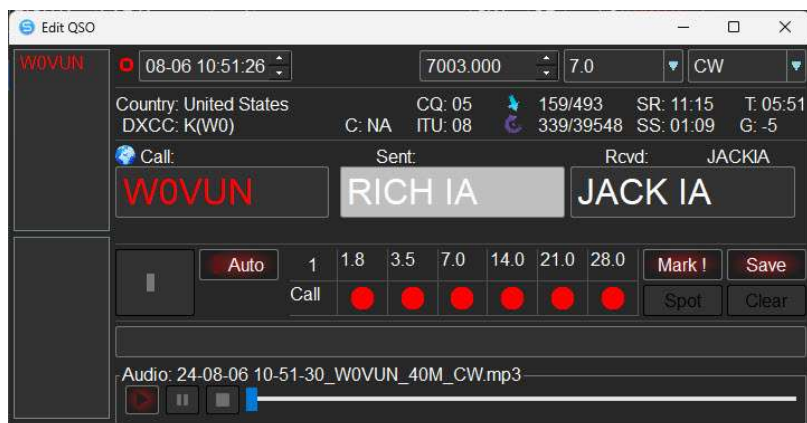 Edit QSO
W0VUN
08-06 10:51:26 7003.000 7.0 CW
Country: United States CQ: 05 159/493 SR: 11:15 T: 05:51
DXCC: K(W0) C: NA ITU: 08 339/39548 SS: 01:09 G: -5
Call: Sent: Rcvd: JACKIA
W0VUN RICH IA JACK IA
Auto 1 1.8 3.5 7.0 14.0 21.0 28.0 Mark ! Save
Call Spot Clear
Audio: 24-08-06 10-51-30_W0VUN_40M_CW.mp3